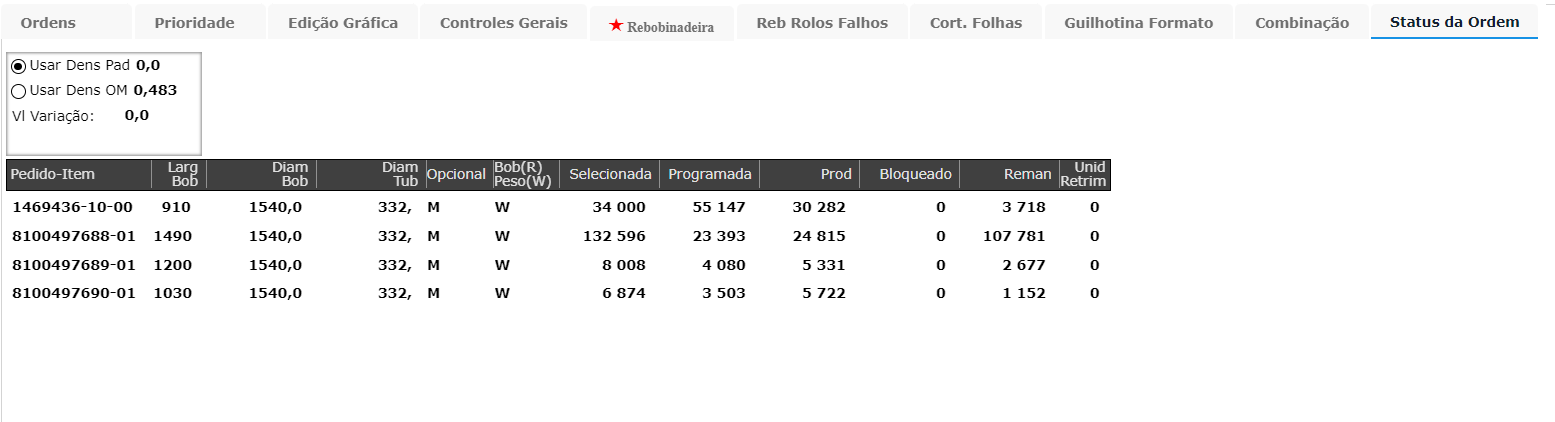 Ordens Prioridade Edição Gráfica Controles Gerais ★ Rebobinadeira Reb Rolos Falhos Cort. Folhas Guilhotina Formato Combinação Status da Ordem
Usar Dens Pad 0,0
Usar Dens OM 0,483
Vl Variação: 0,0
Pedido-Item Larg Bob Diam Bob Diam Tub Opcional Bob(R) Peso(W) Selecionada Programada Prod Bloqueado Reman Unid Retrim
1469436-10-00 910 1540,0 332, M W 34 000 55 147 30 282 0 3 718 0
8100497688-01 1490 1540,0 332, M W 132 596 23 393 24 815 0 107 781 0
8100497689-01 1200 1540,0 332, M W 8 008 4 080 5 331 0 2 677 0
8100497690-01 1030 1540,0 332, M W 6 874 3 503 5 722 0 1 152 0